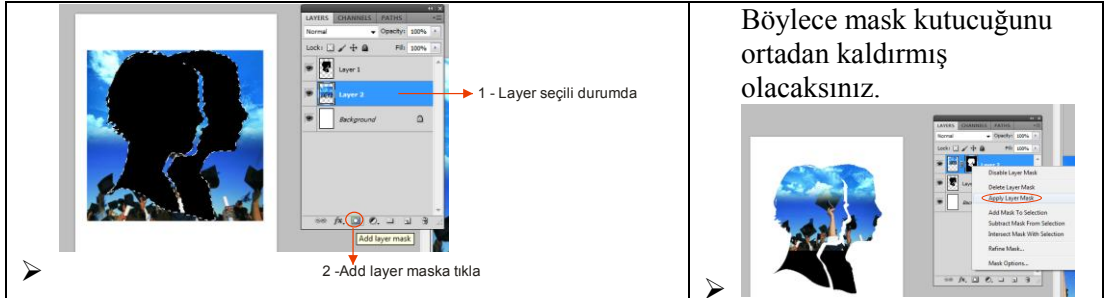 LAYERS CHANNELS PATHS
Normal Opacity: 100%
Lock: Fill: 100%
Layer 1
Layer 2
Background
1 - Layer seçili durumda
Add layer mask
2 -Add layer maska tıkla
Böylece mask kutucuğunu
ortadan kaldırmış
olacaksınız.
LAYERS CHANNELS PATHS
Normal Opacity: 100%
Lock: Fill: 100%
Disable Layer Mask
Delete Layer Mask
Apply Layer Mask
Add Mask To Selection
Subtract Mask From Selection
Intersect Mask With Selection
Refine Mask...
Mask Options...